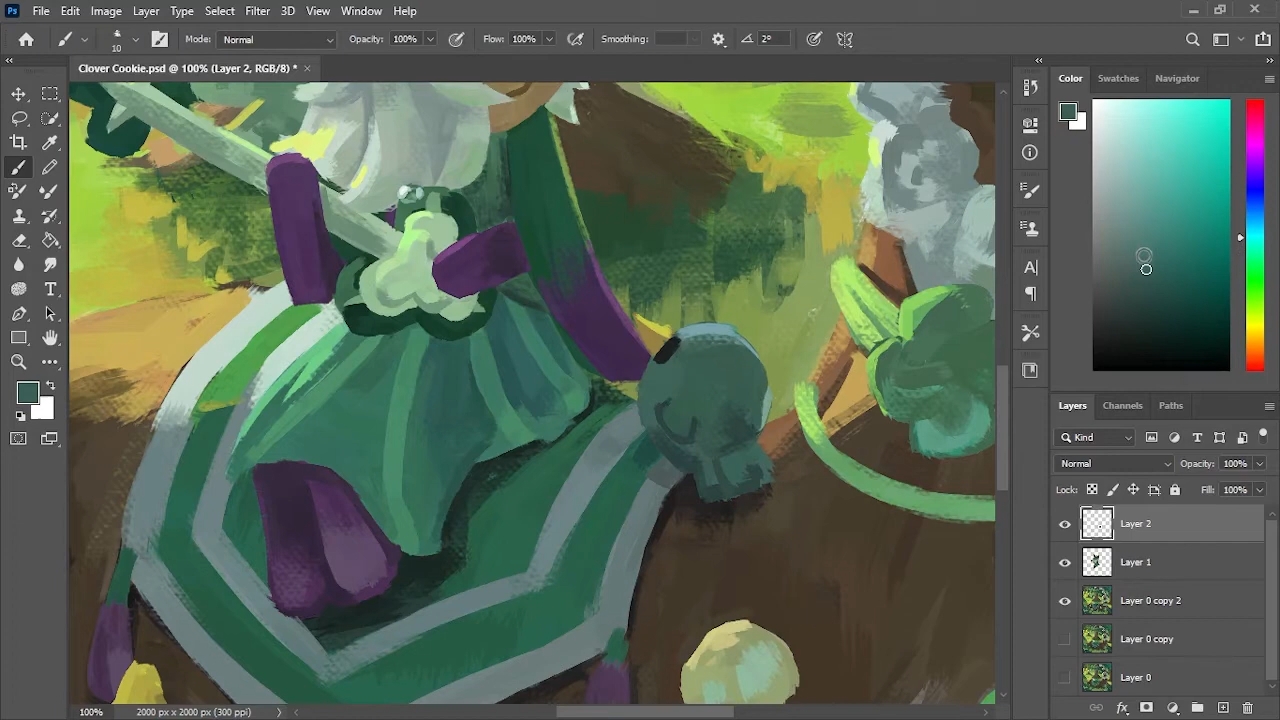 Ps File Edit Image Layer Type Select Filter 3D View Window Help
10 Mode: Normal Opacity: 100% Flow: 100% Smoothing: 2°
Clover Cookie.psd @ 100% (Layer 2, RGB/8) *
Color Swatches Navigator
Layers Channels Paths
Kind
Normal Opacity: 100%
Lock: Fill: 100%
Layer 2
Layer 1
Layer 0 copy 2
Layer 0 copy
Layer 0
100% 2000 px x 2000 px (300 ppi)